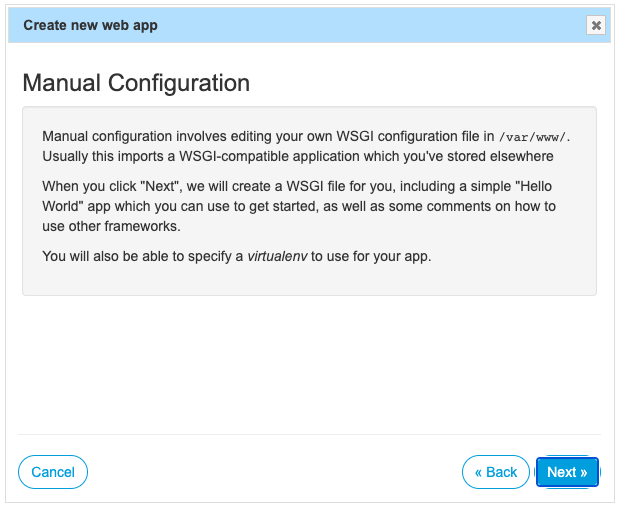 Create new web app
✖
Manual Configuration
Manual configuration involves editing your own WSGI configuration file in /var/www/.
Usually this imports a WSGI-compatible application which you've stored elsewhere
When you click "Next", we will create a WSGI file for you, including a simple "Hello
World" app which you can use to get started, as well as some comments on how to
use other frameworks.
You will also be able to specify a virtualenv to use for your app.
Cancel
« Back
Next »